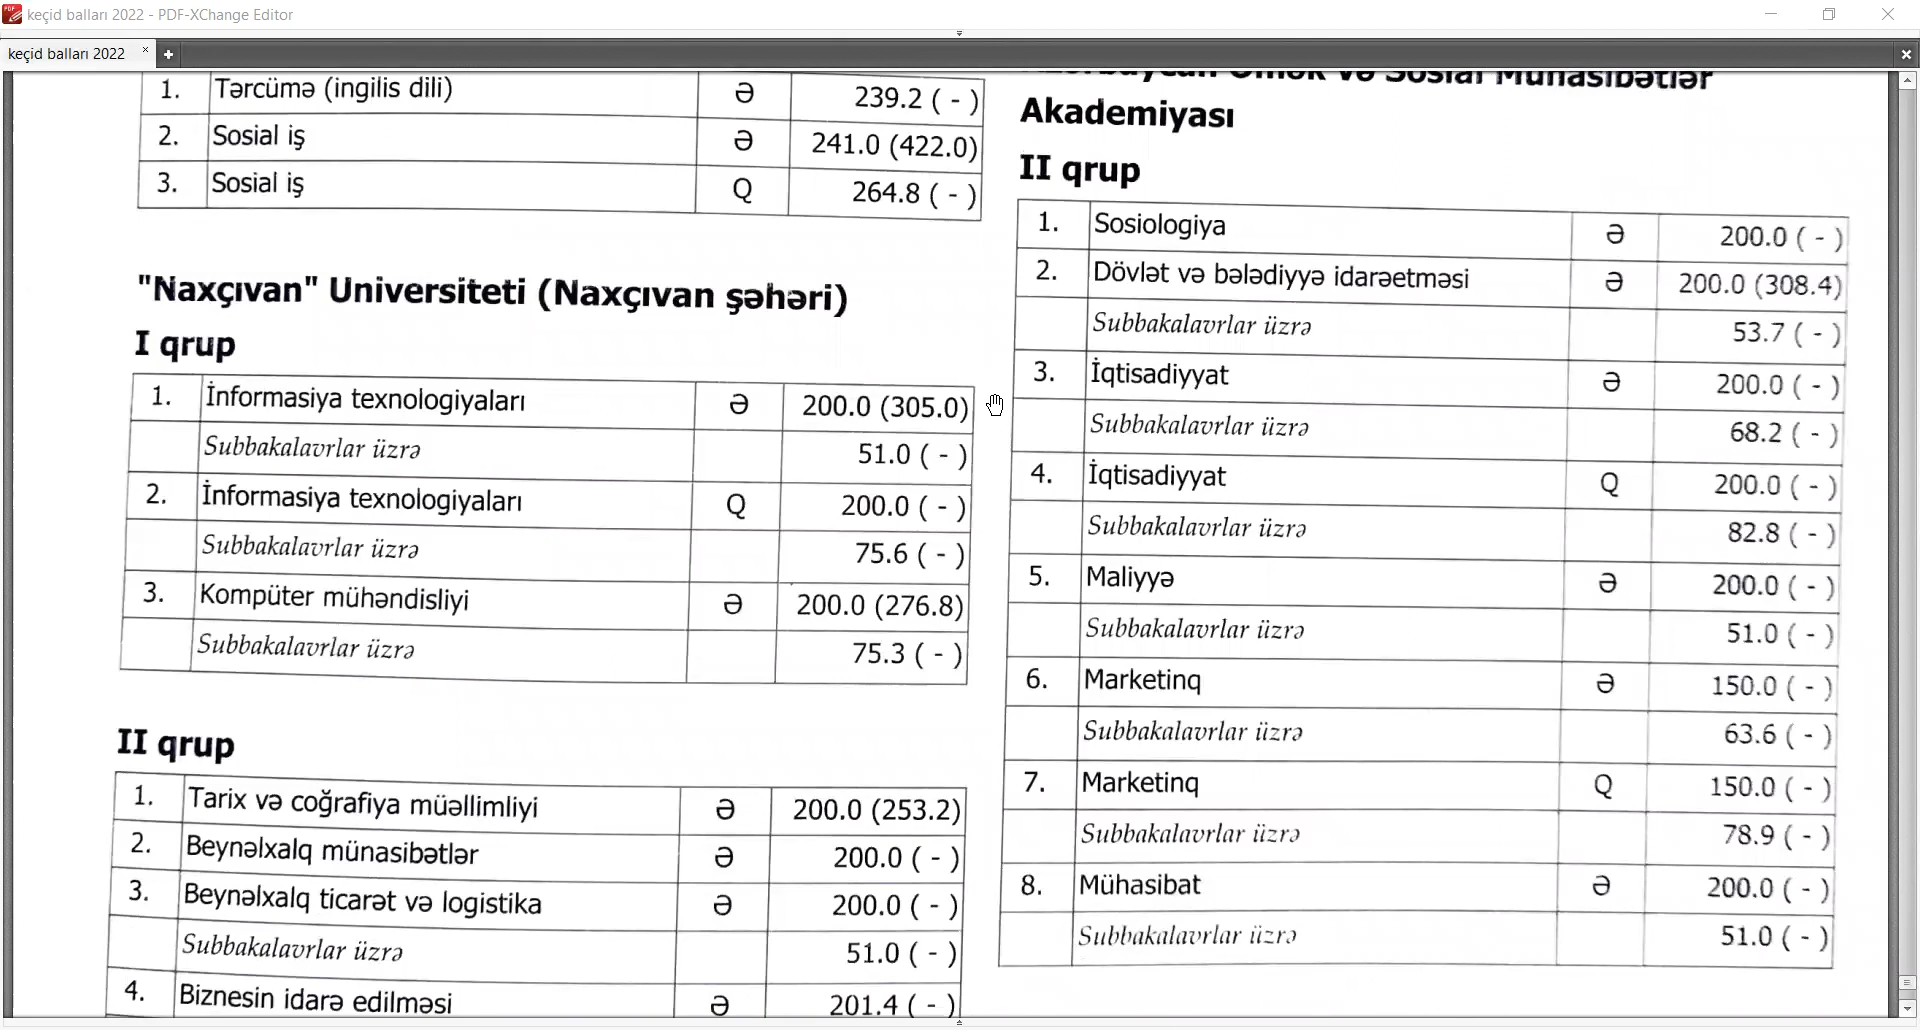 keçid balları 2022 - PDF-XChange Editor
keçid balları 2022
1. Tərcümə (ingilis dili) Ə 239.2 ( - )
2. Sosial iş Ə 241.0 (422.0)
3. Sosial iş Q 264.8 ( - )
"Naxçıvan" Universiteti (Naxçıvan şəhəri)
I qrup
1. İnformasiya texnologiyaları Ə 200.0 (305.0)
Subbakalavrlar üzrə 51.0 ( - )
2. İnformasiya texnologiyaları Q 200.0 ( - )
Subbakalavrlar üzrə 75.6 ( - )
3. Kompüter mühəndisliyi Ə 200.0 (276.8)
Subbakalavrlar üzrə 75.3 ( - )
II qrup
1. Tarix və coğrafiya müəllimliyi Ə 200.0 (253.2)
2. Beynəlxalq münasibətlər Ə 200.0 ( - )
3. Beynəlxalq ticarət və logistika Ə 200.0 ( - )
Subbakalavrlar üzrə 51.0 ( - )
4. Biznesin idarə edilməsi Ə 201.4 ( - )
Azərbaycan Əmək və Sosial Münasibətlər
Akademiyası
II qrup
1. Sosiologiya Ə 200.0 ( - )
2. Dövlət və bələdiyyə idarəetməsi Ə 200.0 (308.4)
Subbakalavrlar üzrə 53.7 ( - )
3. İqtisadiyyat Ə 200.0 ( - )
Subbakalavrlar üzrə 68.2 ( - )
4. İqtisadiyyat Q 200.0 ( - )
Subbakalavrlar üzrə 82.8 ( - )
5. Maliyyə Ə 200.0 ( - )
Subbakalavrlar üzrə 51.0 ( - )
6. Marketinq Ə 150.0 ( - )
Subbakalavrlar üzrə 63.6 ( - )
7. Marketinq Q 150.0 ( - )
Subbakalavrlar üzrə 78.9 ( - )
8. Mühasibat Ə 200.0 ( - )
Subbakalavrlar üzrə 51.0 ( - )